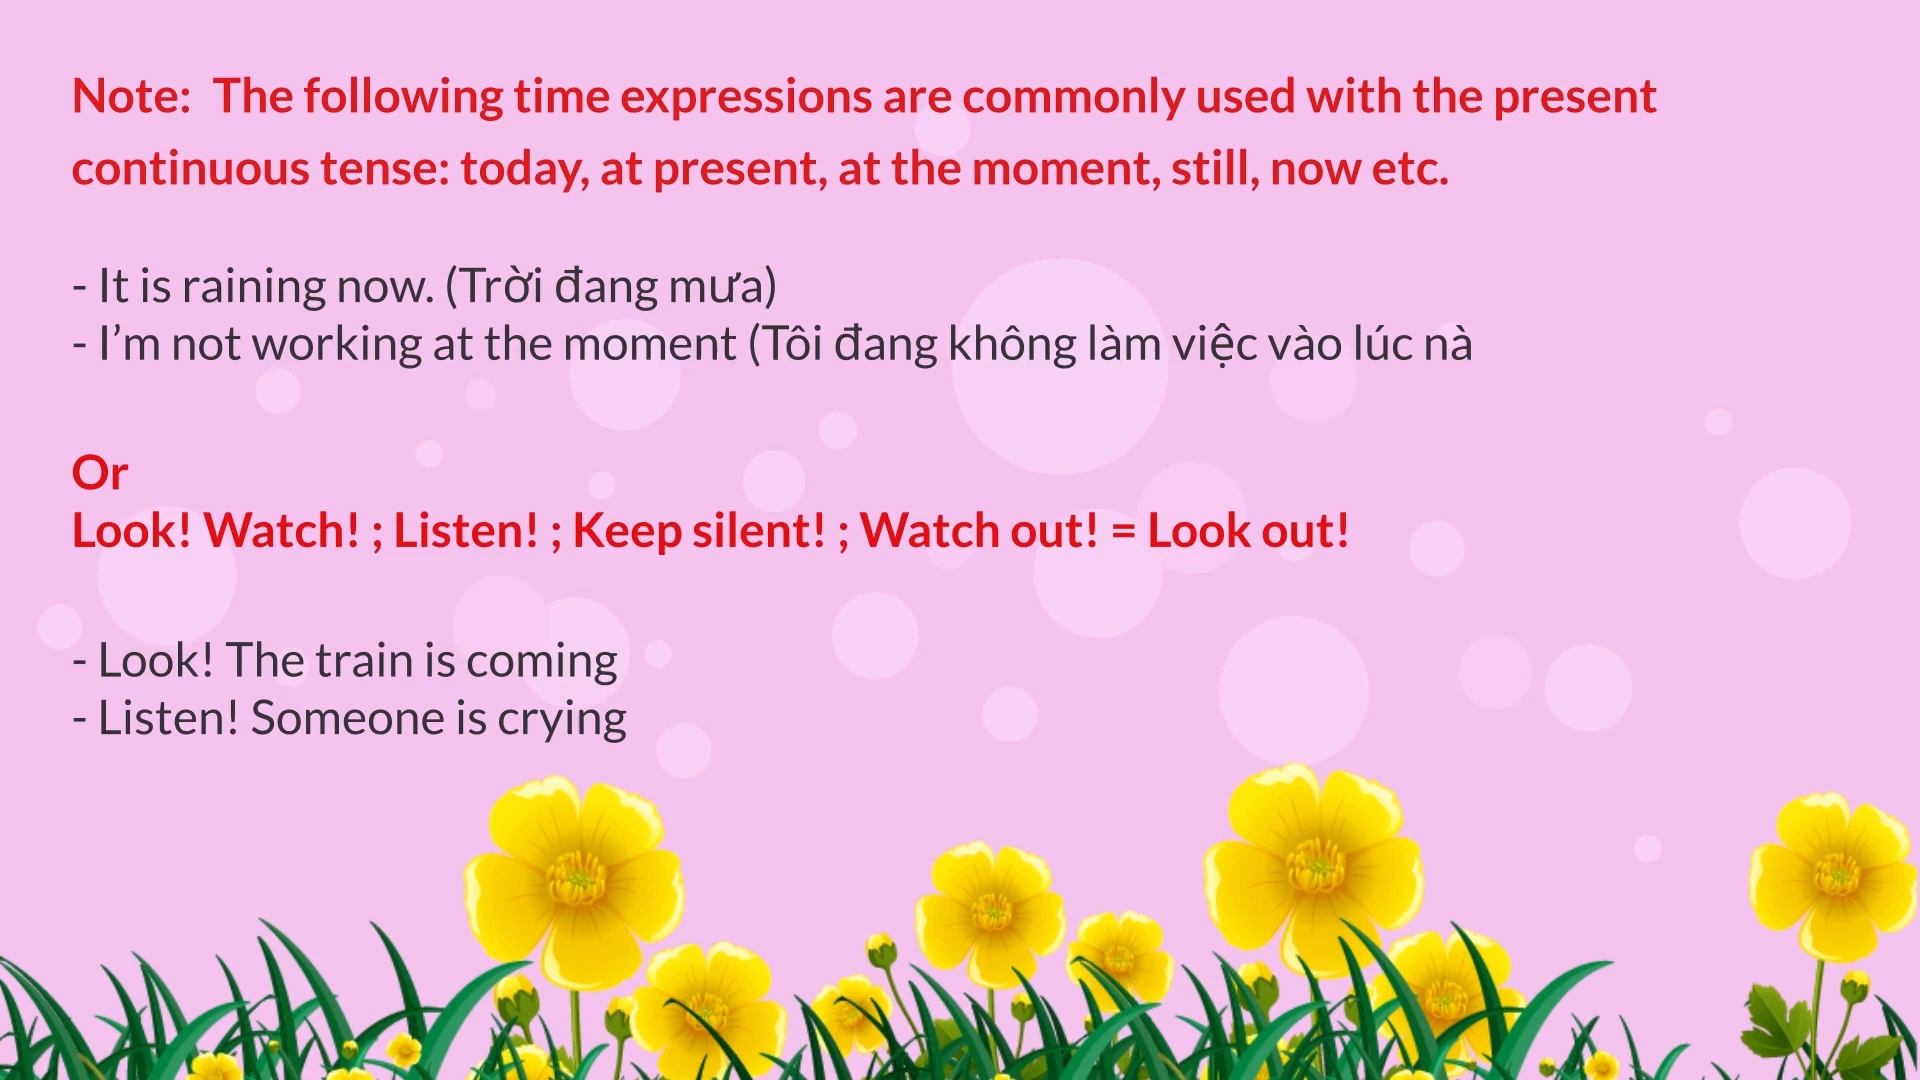 Note:  The following time expressions are commonly used with the present
continuous tense: today, at present, at the moment, still, now etc.
- It is raining now. (Trời đang mưa)
- I’m not working at the moment (Tôi đang không làm việc vào lúc nà
Or
Look! Watch! ; Listen! ; Keep silent! ; Watch out! = Look out!
- Look! The train is coming
- Listen! Someone is crying